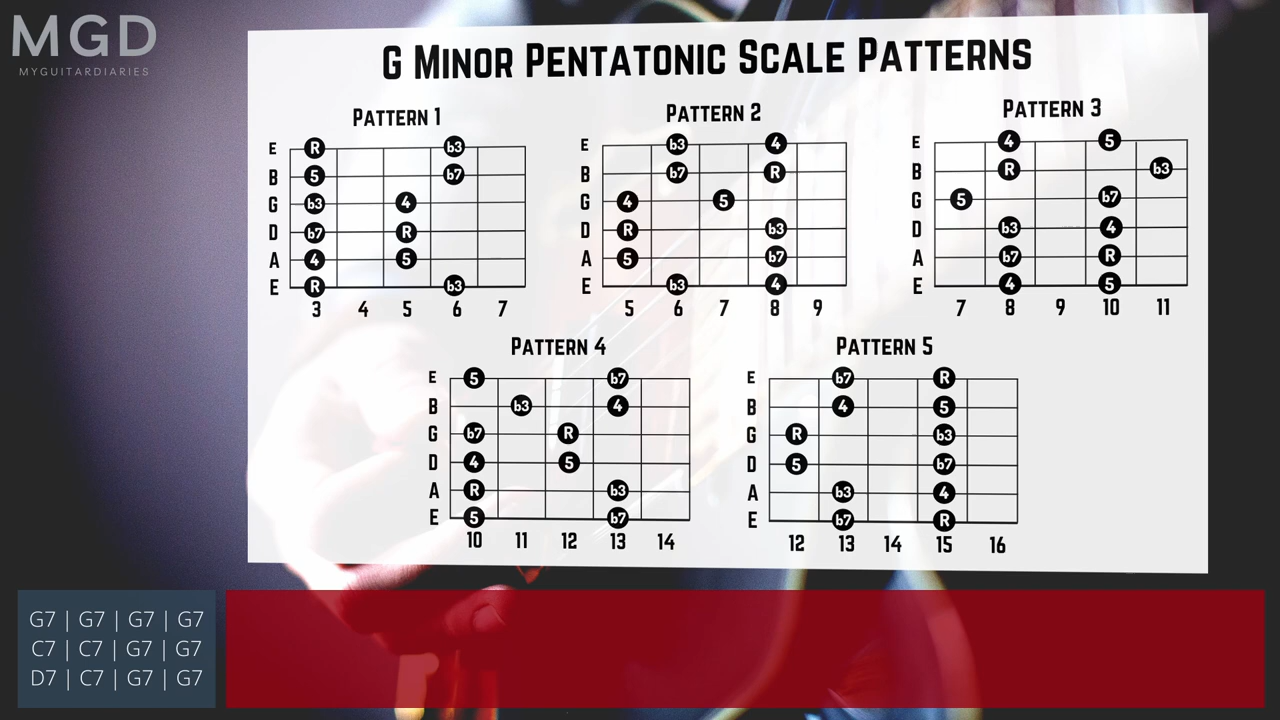 MGD
MYGUITARDIARIES
G MINOR PENTATONIC SCALE PATTERNS
PATTERN 1
E R b3
B 5 b7
G b3 4
D b7 R
A 4 5
E R b3
3 4 5 6 7
PATTERN 2
E b3 4
B b7 R
G 4 5
D R b3
A 5 b7
E b3 4
5 6 7 8 9
PATTERN 3
E 4 5
B R b3
G 5 b7
D b3 4
A b7 R
E 4 5
7 8 9 10 11
PATTERN 4
E 5 b7
B b3 4
G b7 R
D 4 5
A R b3
E 5 b7
10 11 12 13 14
PATTERN 5
E b7 R
B 4 5
G R b3
D 5 b7
A b3 4
E b7 R
12 13 14 15 16
G7 | G7 | G7 | G7
C7 | C7 | G7 | G7
D7 | C7 | G7 | G7